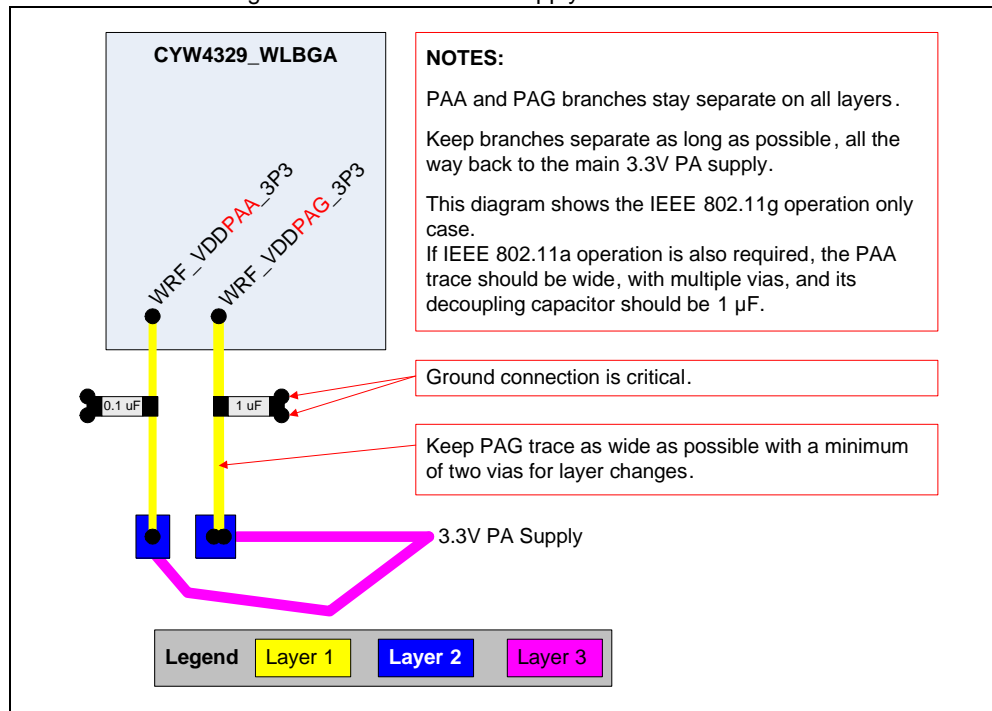 CYW4329_WLBGA
WRF_VDDPAA_3P3
WRF_VDDPAG_3P3
0.1 uF
1 uF
NOTES:
PAA and PAG branches stay separate on all layers.
Keep branches separate as long as possible, all the
way back to the main 3.3V PA supply.
This diagram shows the IEEE 802.11g operation only
case.
If IEEE 802.11a operation is also required, the PAA
trace should be wide, with multiple vias, and its
decoupling capacitor should be 1 µF.
Ground connection is critical.
Keep PAG trace as wide as possible with a minimum
of two vias for layer changes.
3.3V PA Supply
Legend
Layer 1
Layer 2
Layer 3